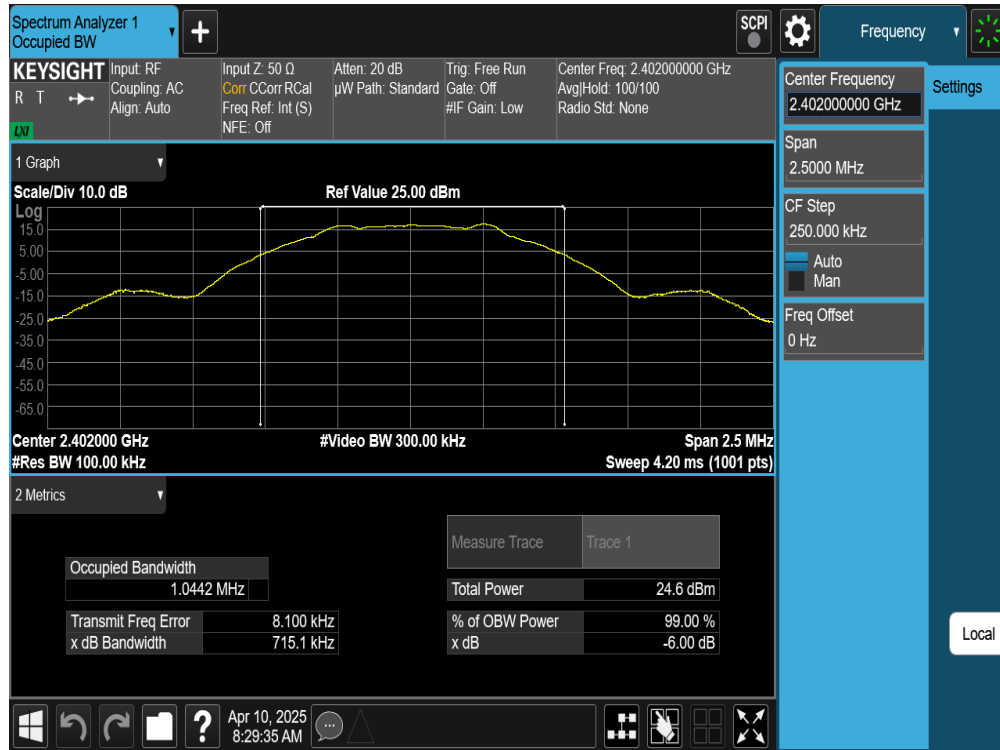 Spectrum Analyzer 1
Occupied BW
+
SCPI
Frequency
KEYSIGHT
R T
LXI
Input: RF
Coupling: AC
Align: Auto
Input Z: 50 Ω
Corr CCorr RCal
Freq Ref: Int (S)
NFE: Off
Atten: 20 dB
µW Path: Standard
Trig: Free Run
Gate: Off
#IF Gain: Low
Center Freq: 2.402000000 GHz
Avg|Hold: 100/100
Radio Std: None
1 Graph
Scale/Div 10.0 dB
Ref Value 25.00 dBm
Log
15.0
5.00
-5.00
-15.0
-25.0
-35.0
-45.0
-55.0
-65.0
Center 2.402000 GHz
#Video BW 300.00 kHz
Span 2.5 MHz
#Res BW 100.00 kHz
Sweep 4.20 ms (1001 pts)
2 Metrics
Measure Trace
Trace 1
Occupied Bandwidth
1.0442 MHz
Total Power
24.6 dBm
Transmit Freq Error
8.100 kHz
% of OBW Power
99.00 %
x dB Bandwidth
715.1 kHz
x dB
-6.00 dB
Center Frequency
2.402000000 GHz
Settings
Span
2.5000 MHz
CF Step
250.000 kHz
Auto
Man
Freq Offset
0 Hz
Local
?
Apr 10, 2025
8:29:35 AM